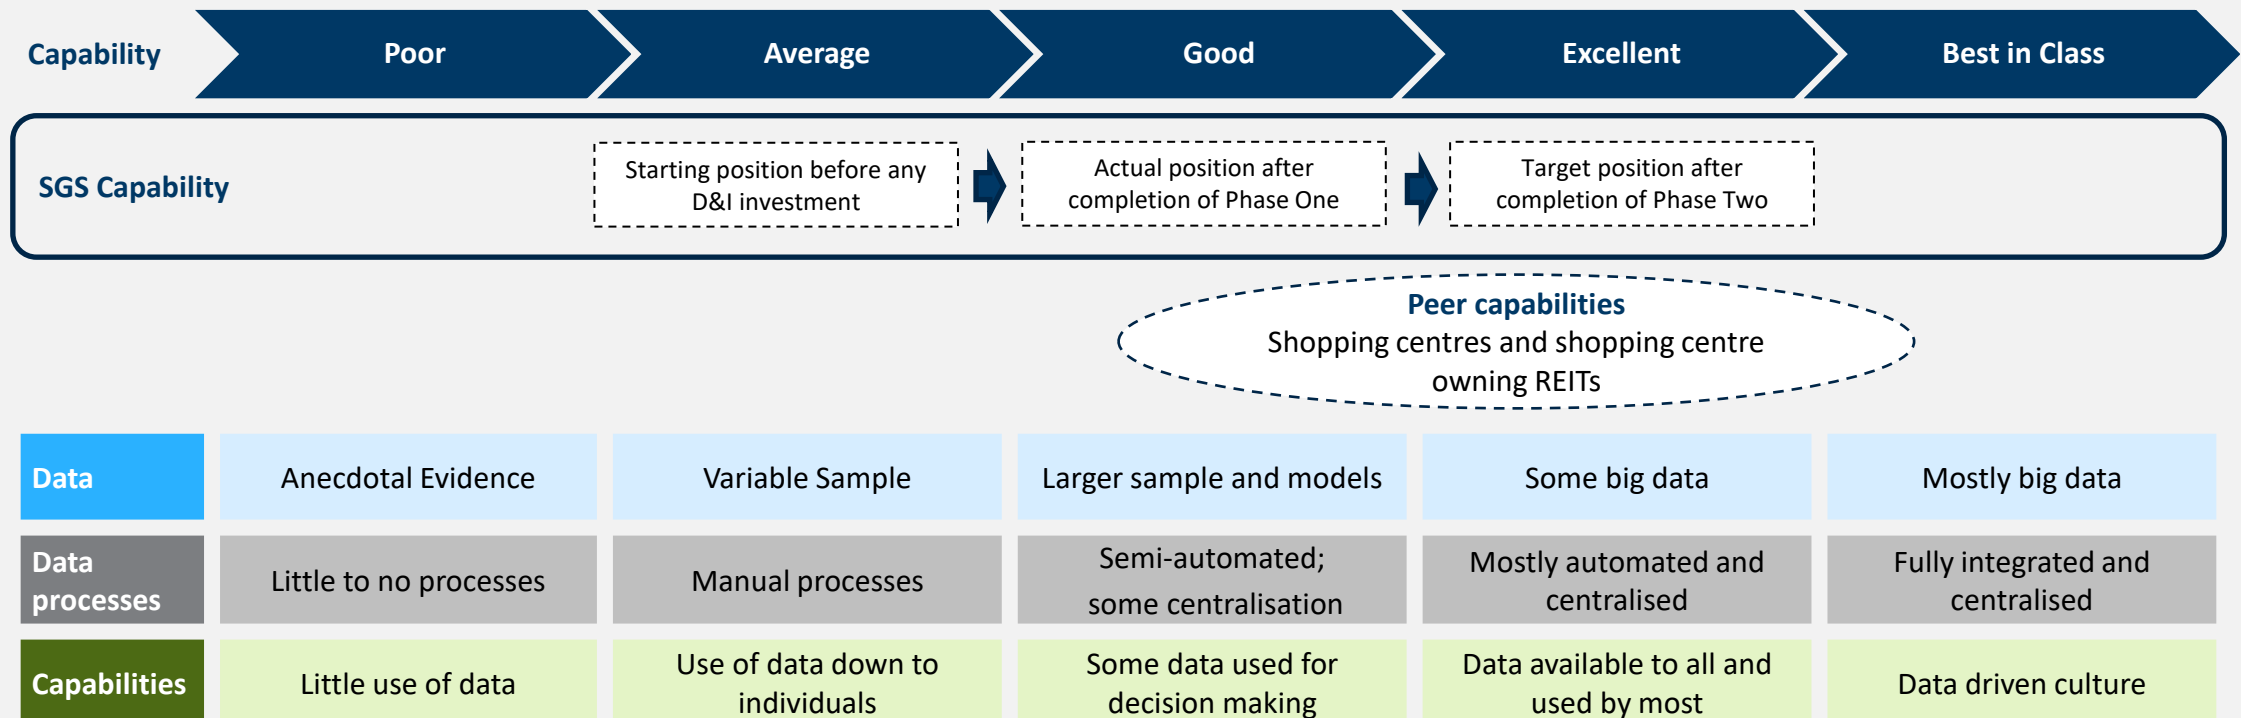 Capability
Poor
Average
Good
Excellent
Best in Class
SGS Capability
Starting position before any
D&I investment
Actual position after
completion of Phase One
Target position after
completion of Phase Two
Peer capabilities
Shopping centres and shopping centre
owning REITs
Data
Anecdotal Evidence
Variable Sample
Larger sample and models
Some big data
Mostly big data
Data
processes
Little to no processes
Manual processes
Semi-automated;
some centralisation
Mostly automated and
centralised
Fully integrated and
centralised
Capabilities
Little use of data
Use of data down to
individuals
Some data used for
decision making
Data available to all and
used by most
Data driven culture